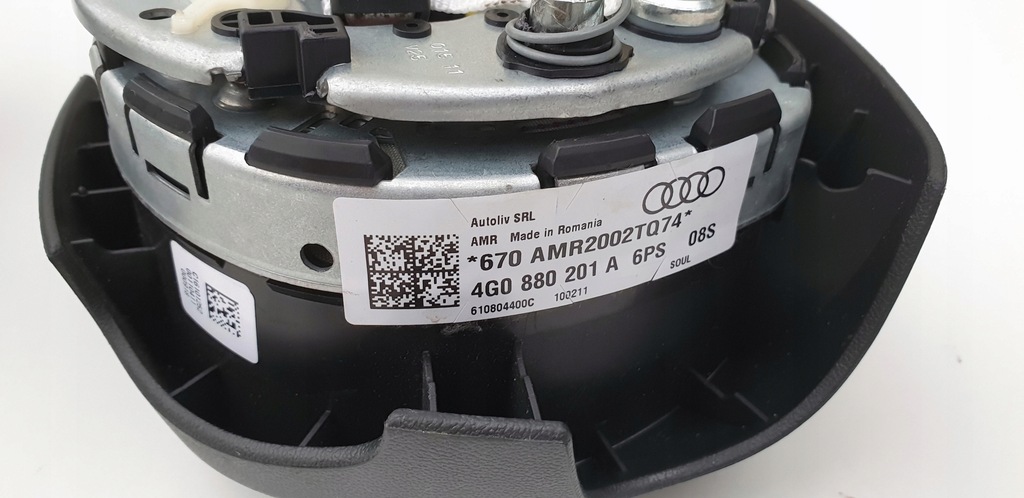 Autoliv SRL
AMR Made in Romania
*670 AMR2002TQ74*
4G0 880 201 A 6PS 08S
610804400C 100211 SOUL